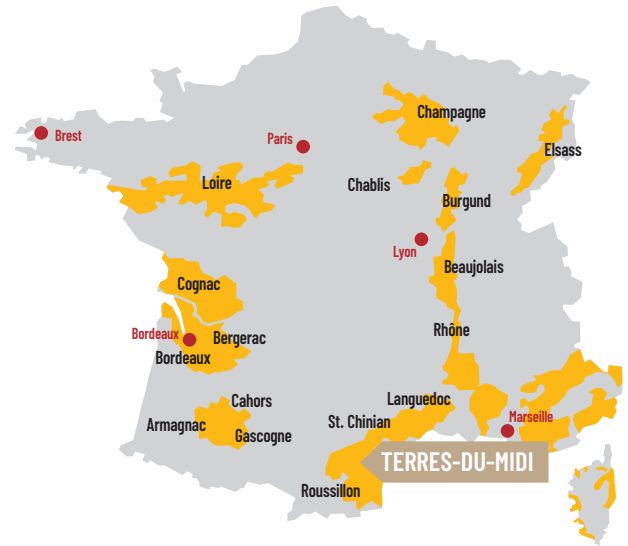 Champagne
Brest
Paris
Elsass
Loire
Chablis
Burgund
Lyon
Beaujolais
Cognac
Rhône
Bordeaux
Bergerac
Bordeaux
Cahors
Languedoc
Armagnac
St. Chinian
Marseille
Gascogne
TERRES-DU-MIDI
Roussillon